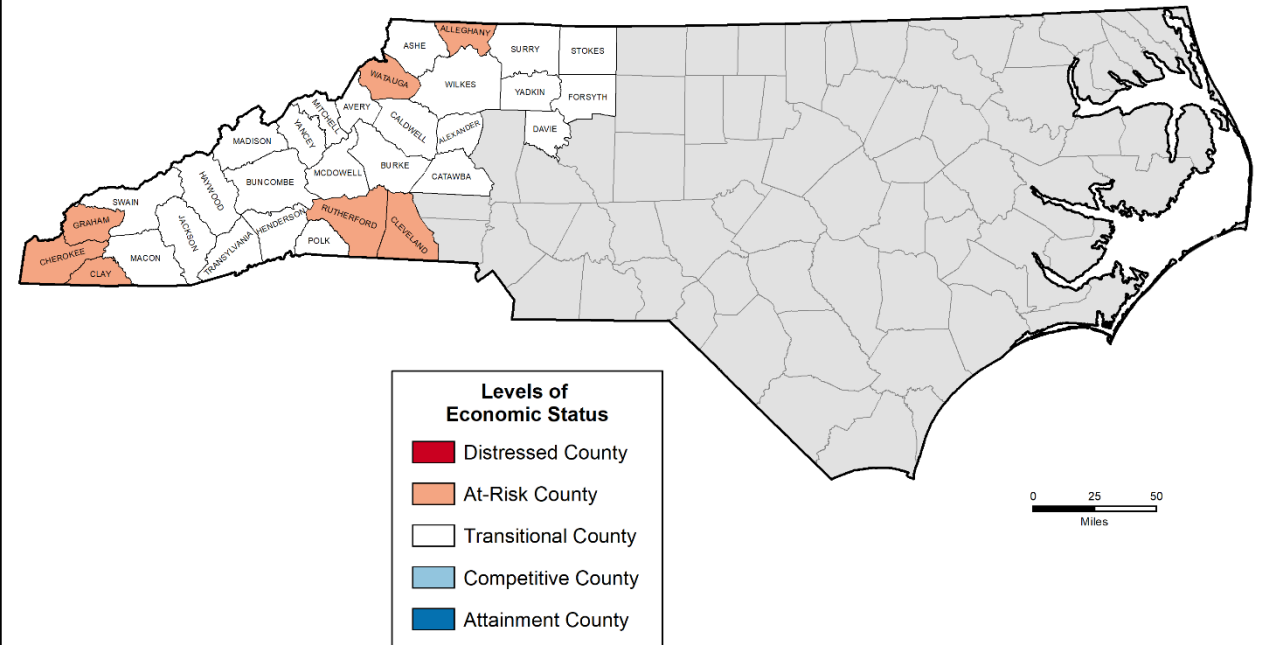 ALLEGHANY
ASHE
SURRY
STOKES
WATAUGA
WILKES
YADKIN
FORSYTH
MITCHELL
AVERY
CALDWELL
ALEXANDER
DAVIE
YANCEY
MADISON
BURKE
MCDOWELL
CATAWBA
BUNCOMBE
HAYWOOD
SWAIN
RUTHERFORD
CLEVELAND
GRAHAM
JACKSON
HENDERSON
TRANSYLVANIA
POLK
CHEROKEE
MACON
CLAY
Levels of
Economic Status
Distressed County
At-Risk County
Transitional County
Competitive County
Attainment County
0 25 50
Miles